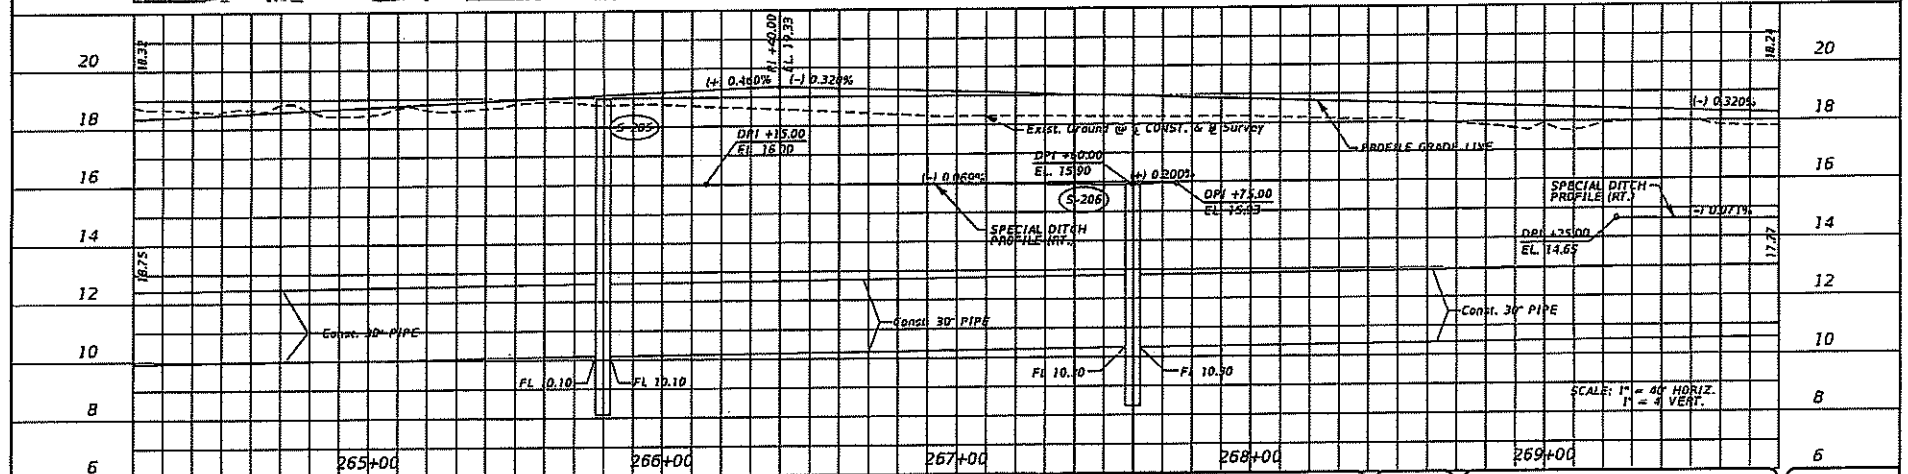 18.32
PI +40.00
EL. 19.33
18.24
20
20
(+) 0.460%
(-) 0.320%
(-) 0.320%
18
18
S-205
DPI +15.00
EL. 16.00
Exist. Ground @ ℄ CONST. & ℄ Survey
PROFILE GRADE LINE
16
16
(-) 0.069%
DPI +60.00
EL. 15.90
(+) 0.200%
S-206
DPI +75.00
EL. 15.93
SPECIAL DITCH
PROFILE (RT.)
SPECIAL DITCH
PROFILE (RT.)
(-) 0.071%
14
14
DPI +25.00
EL. 14.65
18.75
17.77
12
12
Const. 30" PIPE
Const. 30" PIPE
Const. 30" PIPE
10
10
FL 10.10
FL 10.10
FL 10.30
FL 10.30
SCALE: 1" = 40' HORIZ.
1" = 4' VERT.
8
8
6
265+00
266+00
267+00
268+00
269+00
6